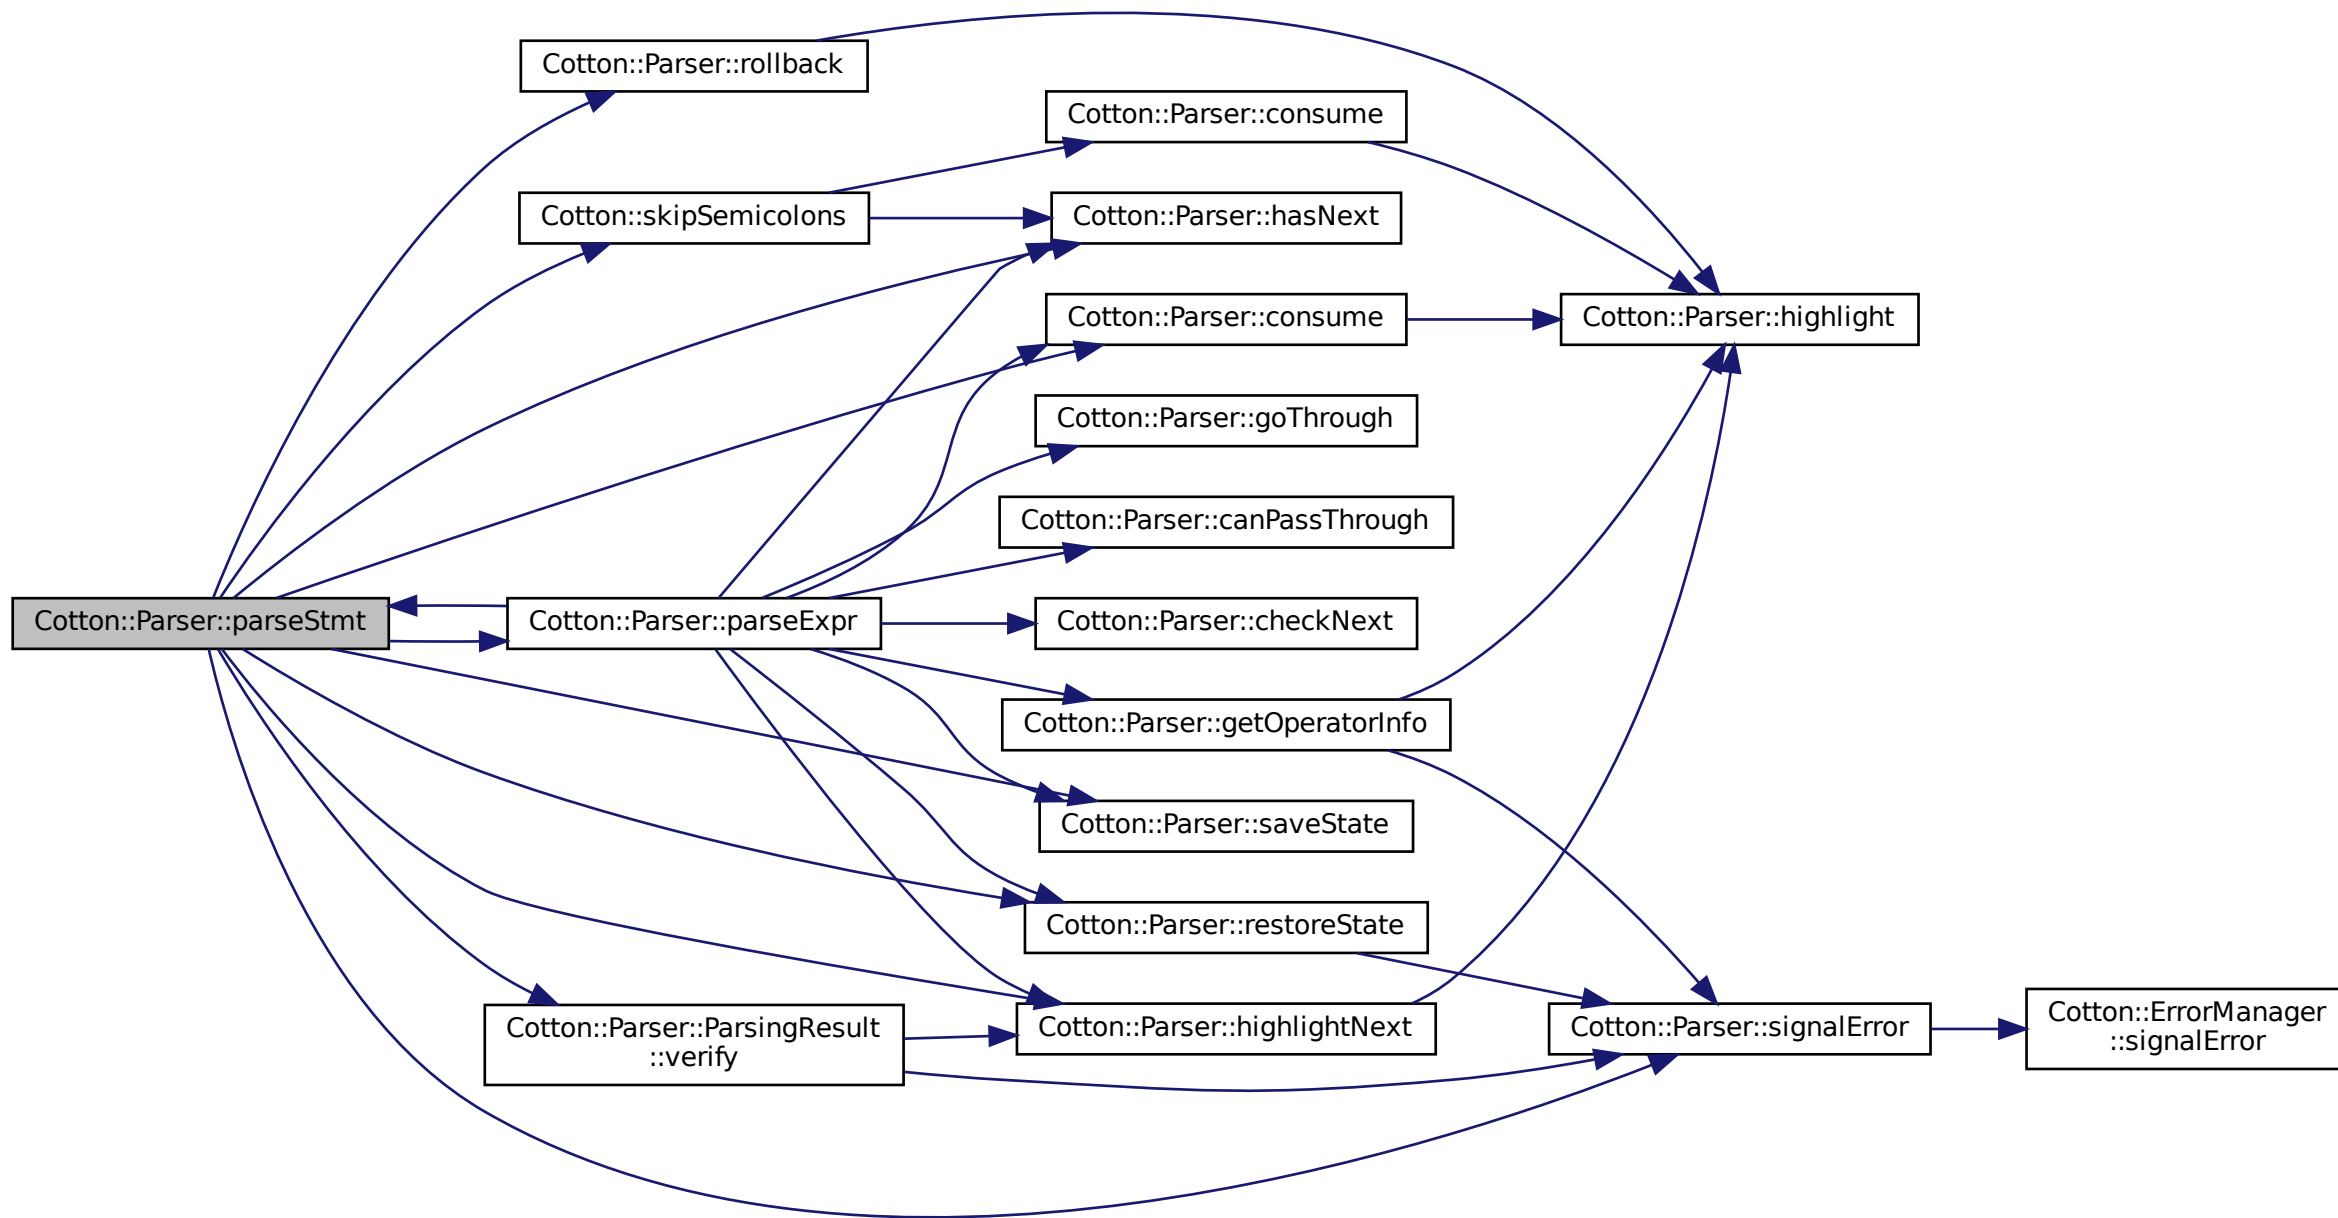 Cotton::Parser::rollback
Cotton::Parser::consume
Cotton::skipSemicolons
Cotton::Parser::hasNext
Cotton::Parser::consume
Cotton::Parser::highlight
Cotton::Parser::goThrough
Cotton::Parser::canPassThrough
Cotton::Parser::parseStmt
Cotton::Parser::parseExpr
Cotton::Parser::checkNext
Cotton::Parser::getOperatorInfo
Cotton::Parser::saveState
Cotton::Parser::restoreState
Cotton::Parser::ParsingResult
::verify
Cotton::Parser::highlightNext
Cotton::Parser::signalError
Cotton::ErrorManager
::signalError